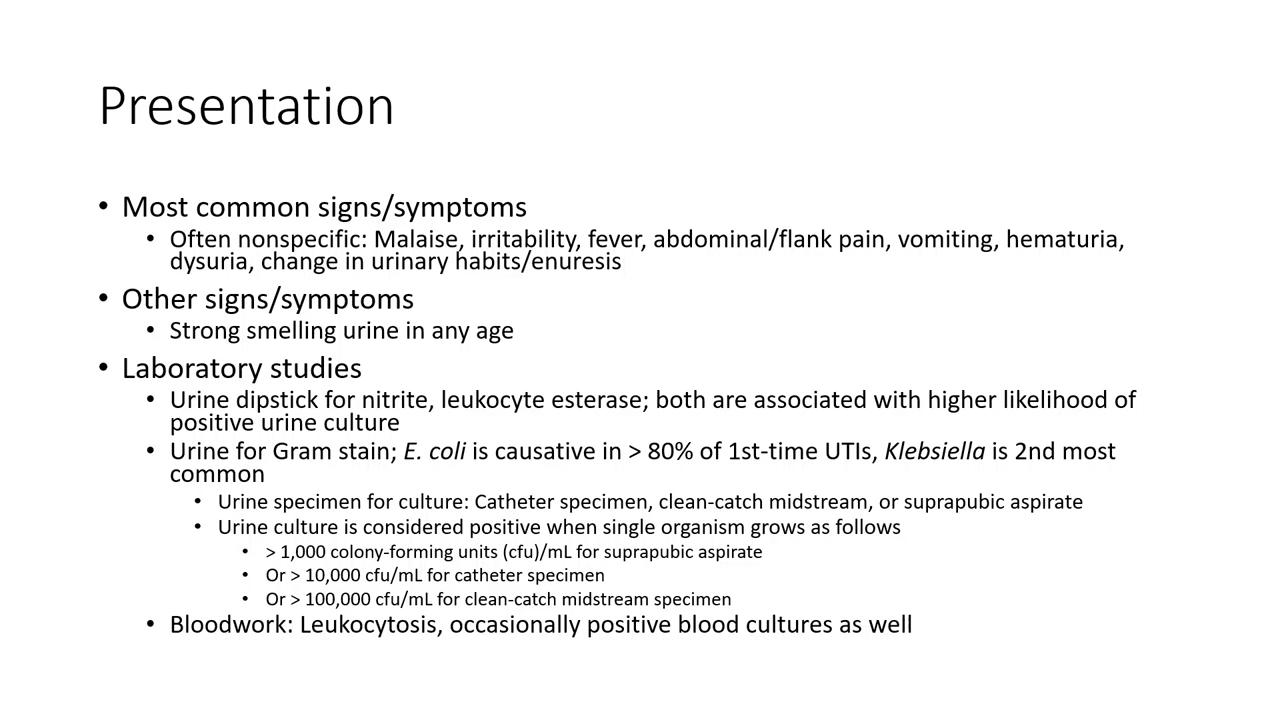 Presentation
• Most common signs/symptoms
• Often nonspecific: Malaise, irritability, fever, abdominal/flank pain, vomiting, hematuria,
dysuria, change in urinary habits/enuresis
• Other signs/symptoms
• Strong smelling urine in any age
• Laboratory studies
• Urine dipstick for nitrite, leukocyte esterase; both are associated with higher likelihood of
positive urine culture
• Urine for Gram stain; E. coli is causative in > 80% of 1st-time UTIs, Klebsiella is 2nd most
common
• Urine specimen for culture: Catheter specimen, clean-catch midstream, or suprapubic aspirate
• Urine culture is considered positive when single organism grows as follows
• > 1,000 colony-forming units (cfu)/mL for suprapubic aspirate
• Or > 10,000 cfu/mL for catheter specimen
• Or > 100,000 cfu/mL for clean-catch midstream specimen
• Bloodwork: Leukocytosis, occasionally positive blood cultures as well